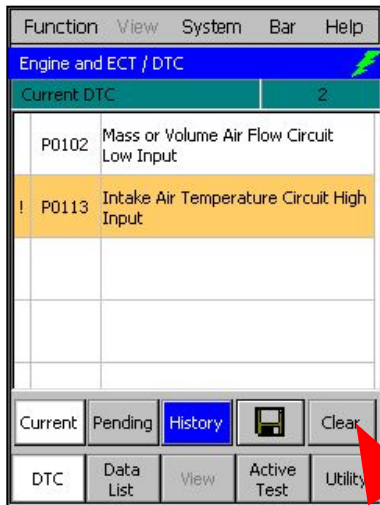 Function View System Bar Help
Engine and ECT / DTC
Current DTC 2
P0102 Mass or Volume Air Flow Circuit
Low Input
! P0113 Intake Air Temperature Circuit High
Input
Current Pending History Clear
DTC Data List View Active Test Utility